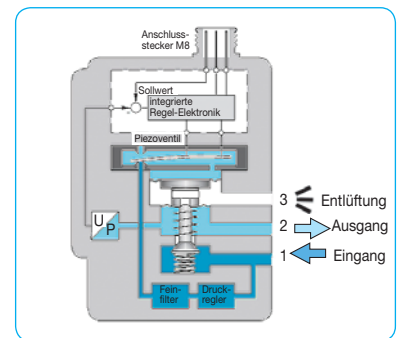 Anschluss-
stecker M8
Sollwert
integrierte
Regel-Elektronik
Piezoventil
3 Entlüftung
U
P
2 Ausgang
1 Eingang
Fein-
filter
Druck-
regler